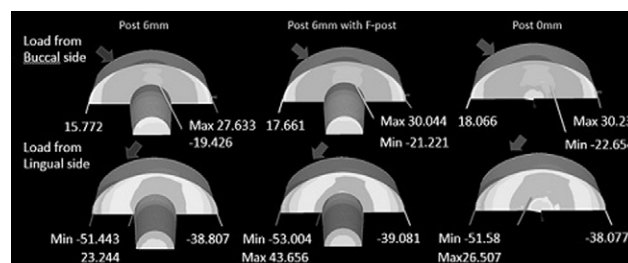 Post 6mm
Post 6mm with F-post
Post 0mm
Load from
Buccal side
15.772
Max 27.633
-19.426
17.661
Max 30.044
Min -21.221
18.066
Max 30.23
Min -22.654
Load from
Lingual side
Min -51.443
-38.807
23.244
Min -53.004
-39.081
Max 43.656
Min -51.58
-38.077
Max26.507